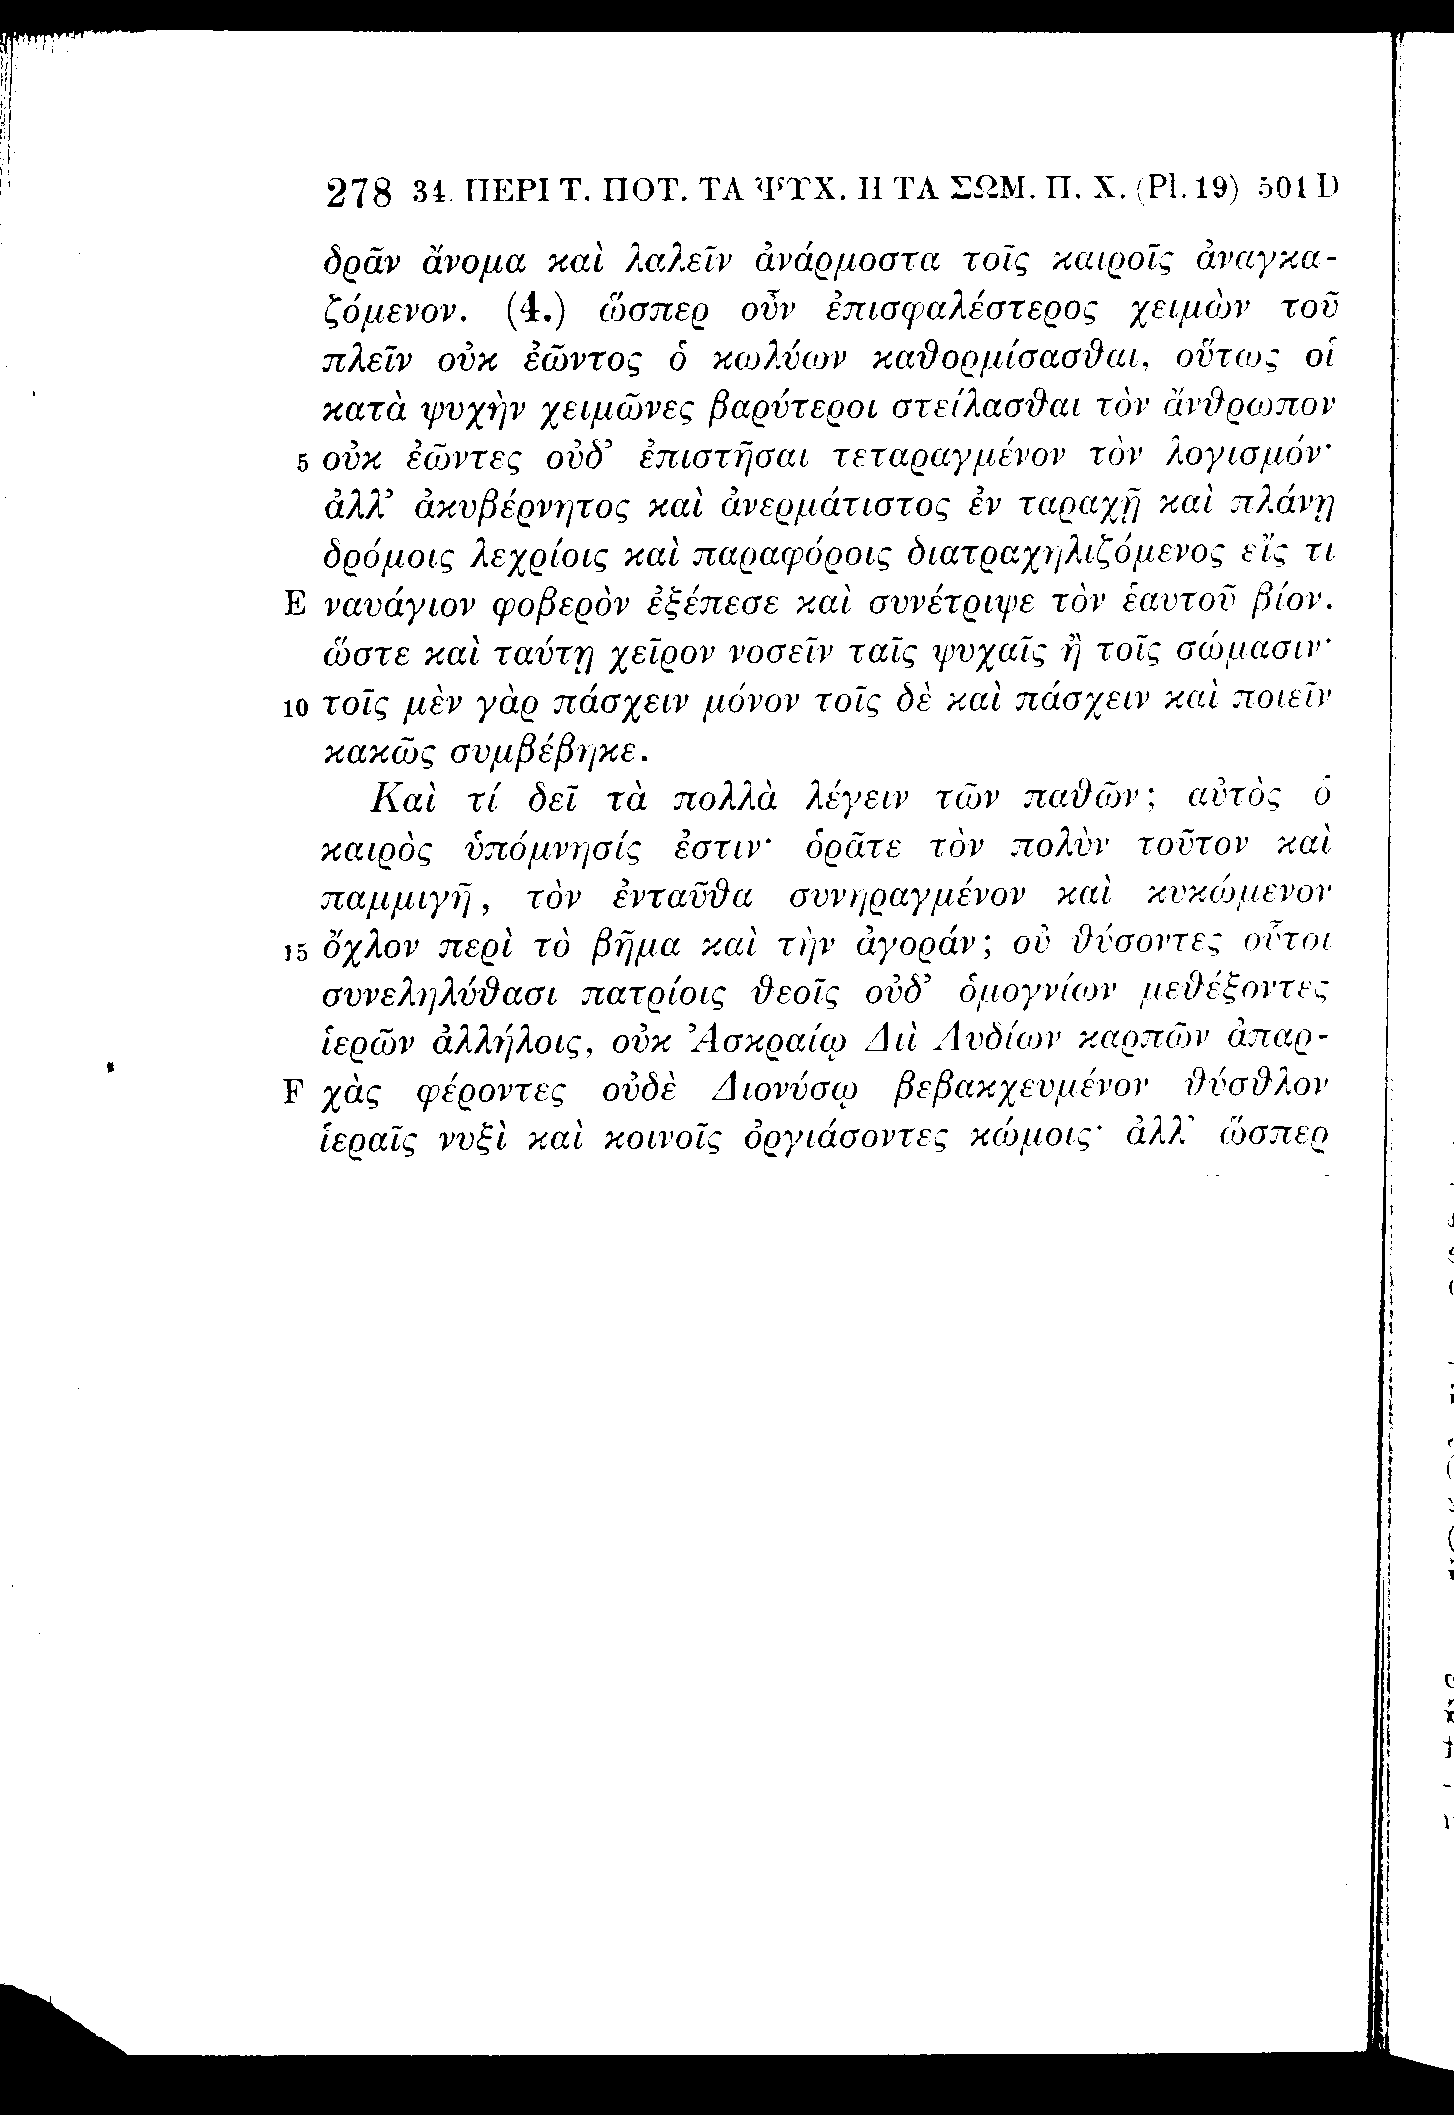 278 34. ΠΕΡΙ Τ. ΠΟΤ. ΤΑ ΨΥΧ. Η ΤΑ ΣΩΜ. Π. Χ. (Pl. 19) 501 D
δρᾶν ἄνομα καὶ λαλεῖν ἀνάρμοστα τοῖς καιροῖς ἀναγκα-
ζόμενον. (4.) ὥσπερ οὖν ἐπισφαλέστερος χειμὼν τοῦ
πλεῖν οὐκ ἐῶντος ὁ κωλύων καθορμίσασθαι, οὕτως οἱ
κατὰ ψυχὴν χειμῶνες βαρύτεροι στείλασθαι τὸν ἄνθρωπον
5 οὐκ ἐῶντες οὐδ’ ἐπιστῆσαι τεταραγμένον τὸν λογισμόν·
ἀλλ’ ἀκυβέρνητος καὶ ἀνερμάτιστος ἐν ταραχῇ καὶ πλάνῃ
δρόμοις λεχρίοις καὶ παραφόροις διατραχηλιζόμενος εἴς τι
E ναυάγιον φοβερὸν ἐξέπεσε καὶ συνέτριψε τὸν ἑαυτοῦ βίον.
ὥστε καὶ ταύτῃ χεῖρον νοσεῖν ταῖς ψυχαῖς ἢ τοῖς σώμασιν·
10 τοῖς μὲν γὰρ πάσχειν μόνον τοῖς δὲ καὶ πάσχειν καὶ ποιεῖν
κακῶς συμβέβηκε.
Καὶ τί δεῖ τὰ πολλὰ λέγειν τῶν παθῶν; αὐτὸς ὁ
καιρὸς ὑπόμνησίς ἐστιν· ὁρᾶτε τὸν πολὺν τοῦτον καὶ
παμμιγῆ, τὸν ἐνταῦθα συνηραγμένον καὶ κυκώμενον
15 ὄχλον περὶ τὸ βῆμα καὶ τὴν ἀγοράν; οὐ θύσοντες οὗτοι
συνεληλύθασι πατρίοις θεοῖς οὐδ’ ὁμογνίων μεθέξοντες
ἱερῶν ἀλλήλοις, οὐκ Ἀσκραίῳ Διὶ Λυδίων καρπῶν ἀπαρ-
F χὰς φέροντες οὐδὲ Διονύσῳ βεβακχευμένον θύσθλον
ἱεραῖς νυξὶ καὶ κοινοῖς ὀργιάσοντες κώμοις· ἀλλ’ ὥσπερ